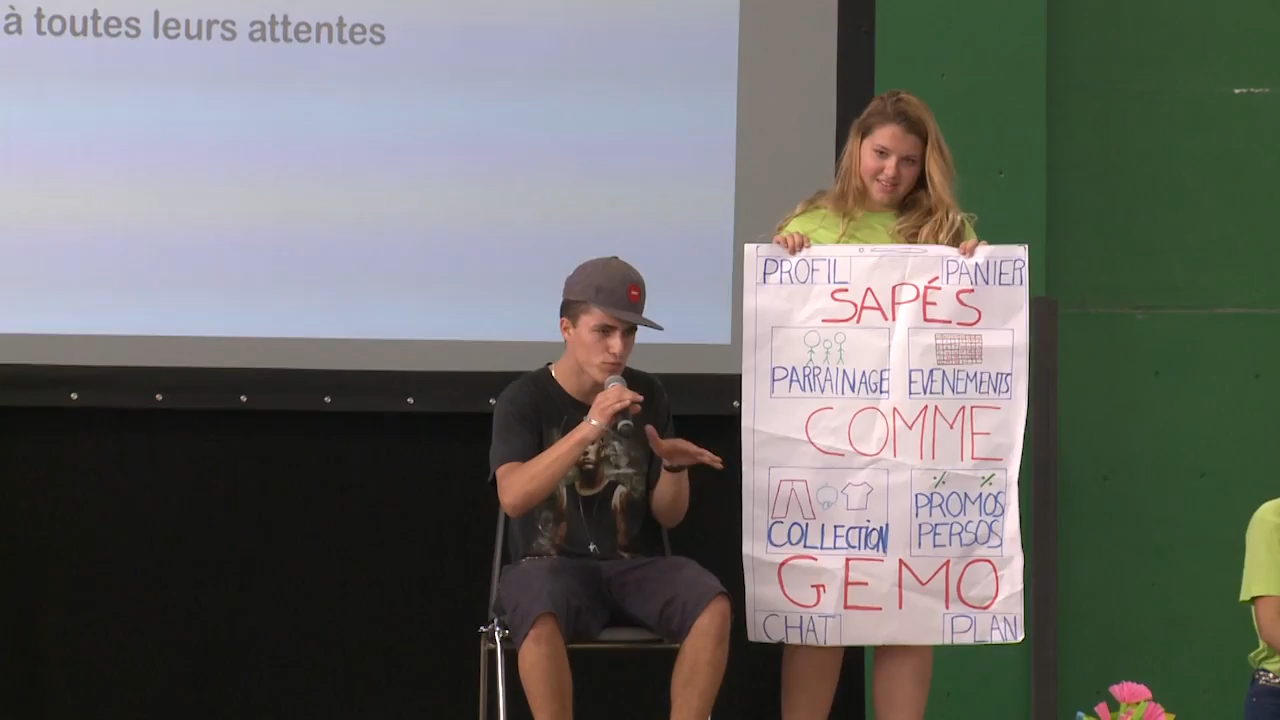 à toutes leurs attentes
PROFIL PANIER
SAPÉS
PARRAINAGE EVENEMENTS
COMME
% %
COLLECTION PROMOS PERSOS
GEMO
CHAT PLAN